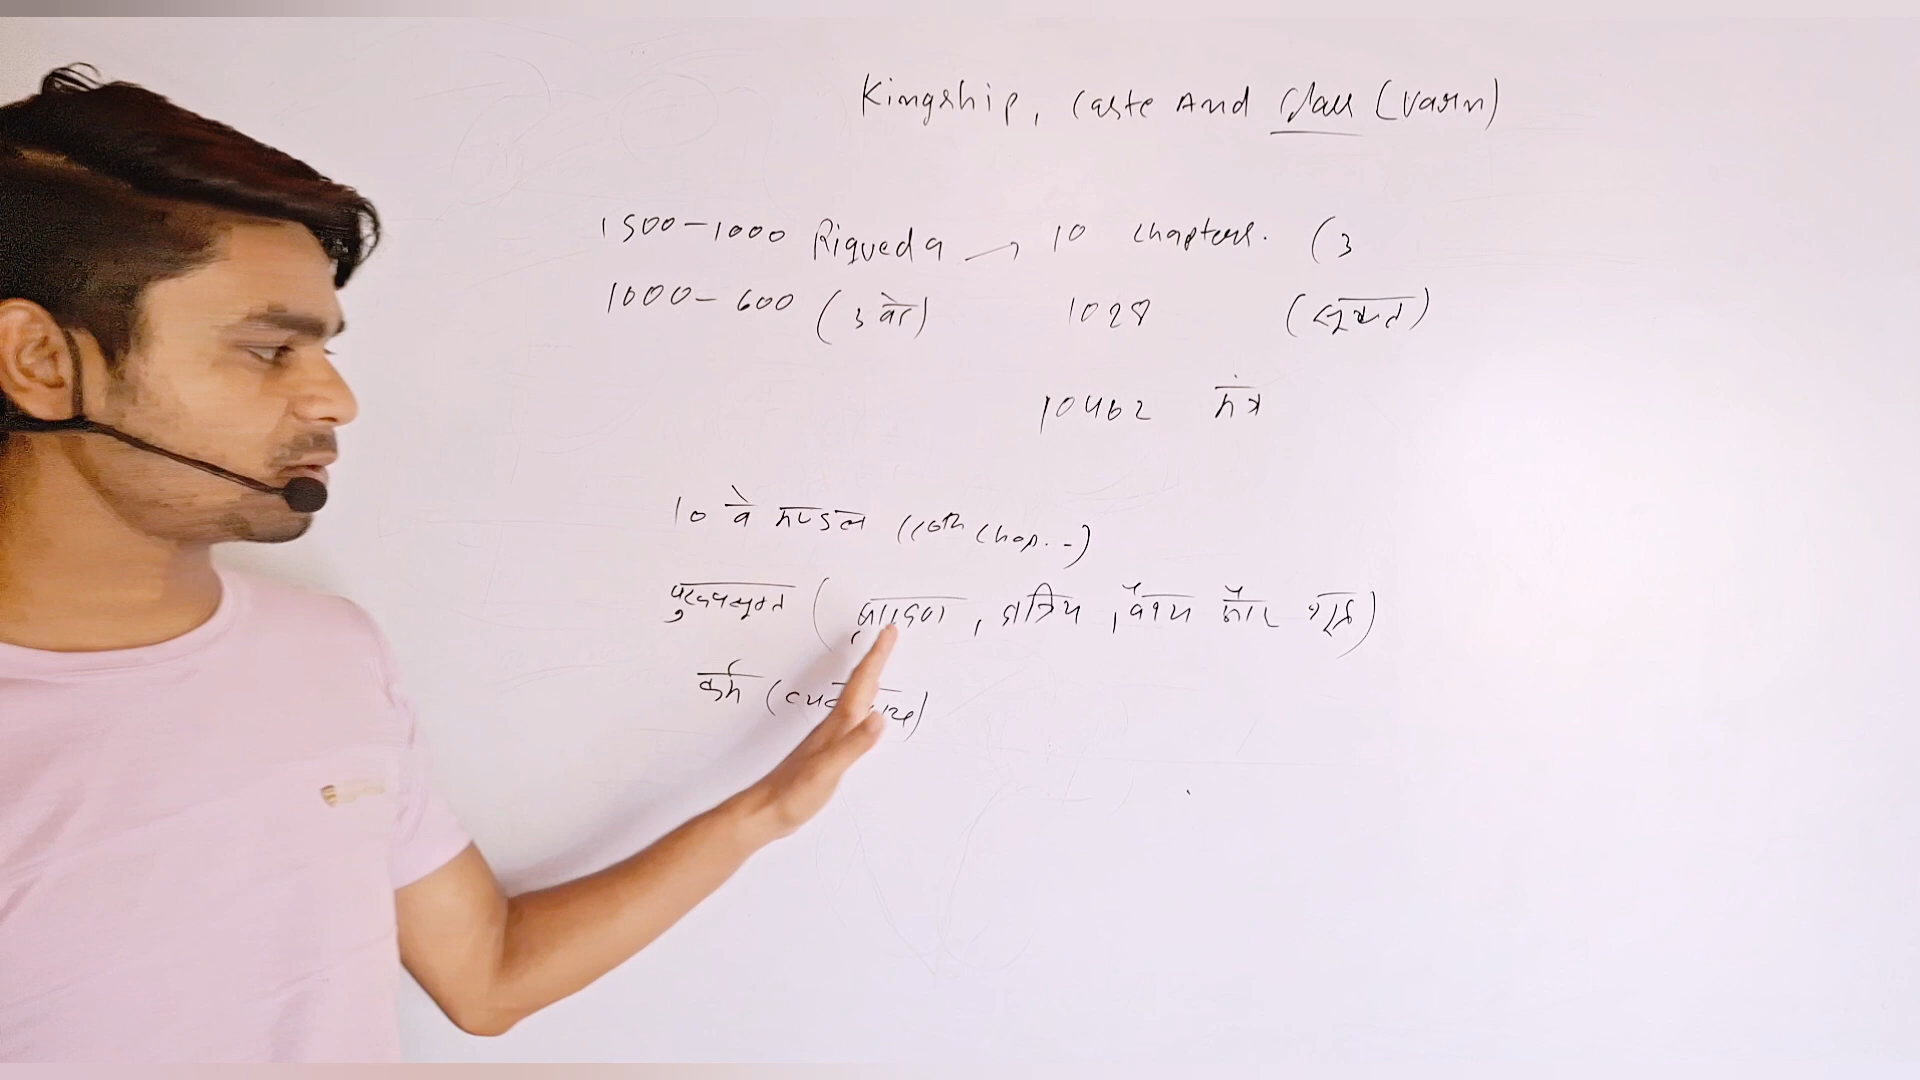 Kingship, Caste And Class (Varn)
1500-1000 Rigveda → 10 chapters. (3
1000-600 (3 वेद) 1028 (सूक्त)
10462 मंत्र
10 वे मण्डल (10th Chap. -)
पुरुषसूक्त (ब्राह्मण, क्षत्रिय, वैश्य और शूद्र)
कर्म